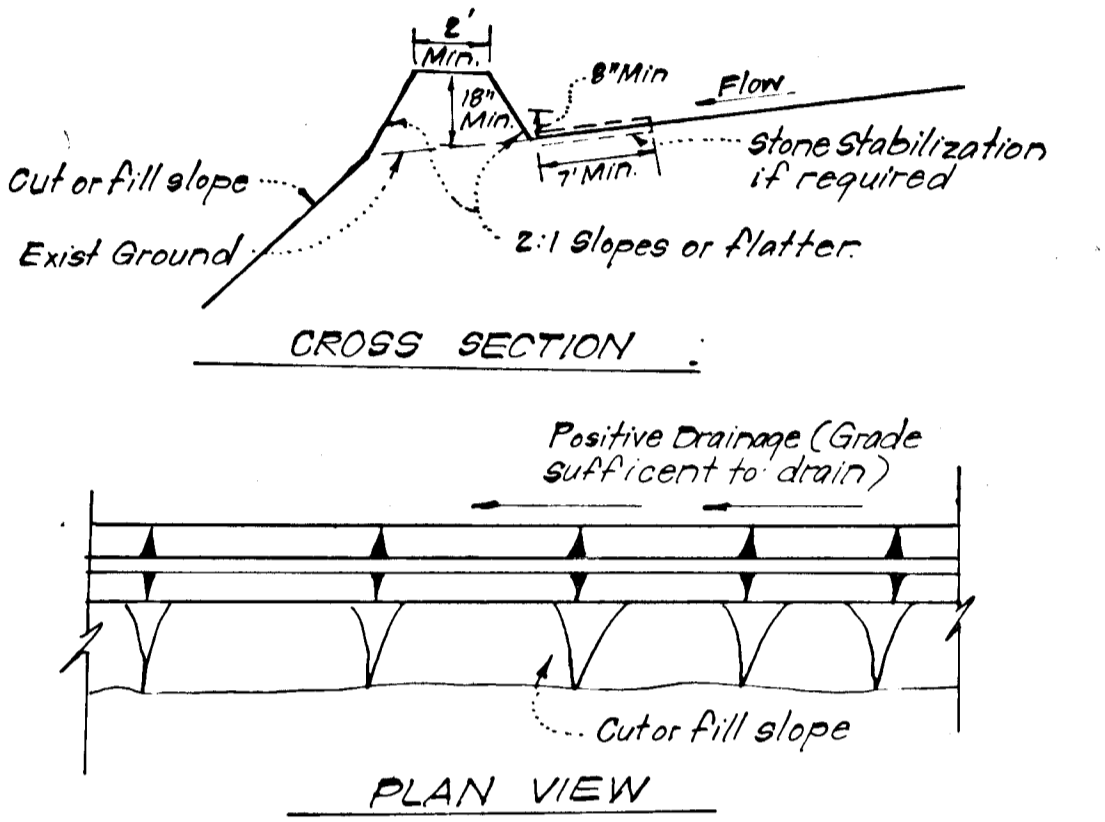 2'
Min.
18"
Min.
8"Min
Flow
Stone Stabilization
if required
7' Min.
Cut or fill slope
Exist Ground
2:1 Slopes or flatter.
CROSS SECTION
Positive Drainage (Grade
sufficent to drain)
Cut or fill slope
PLAN VIEW